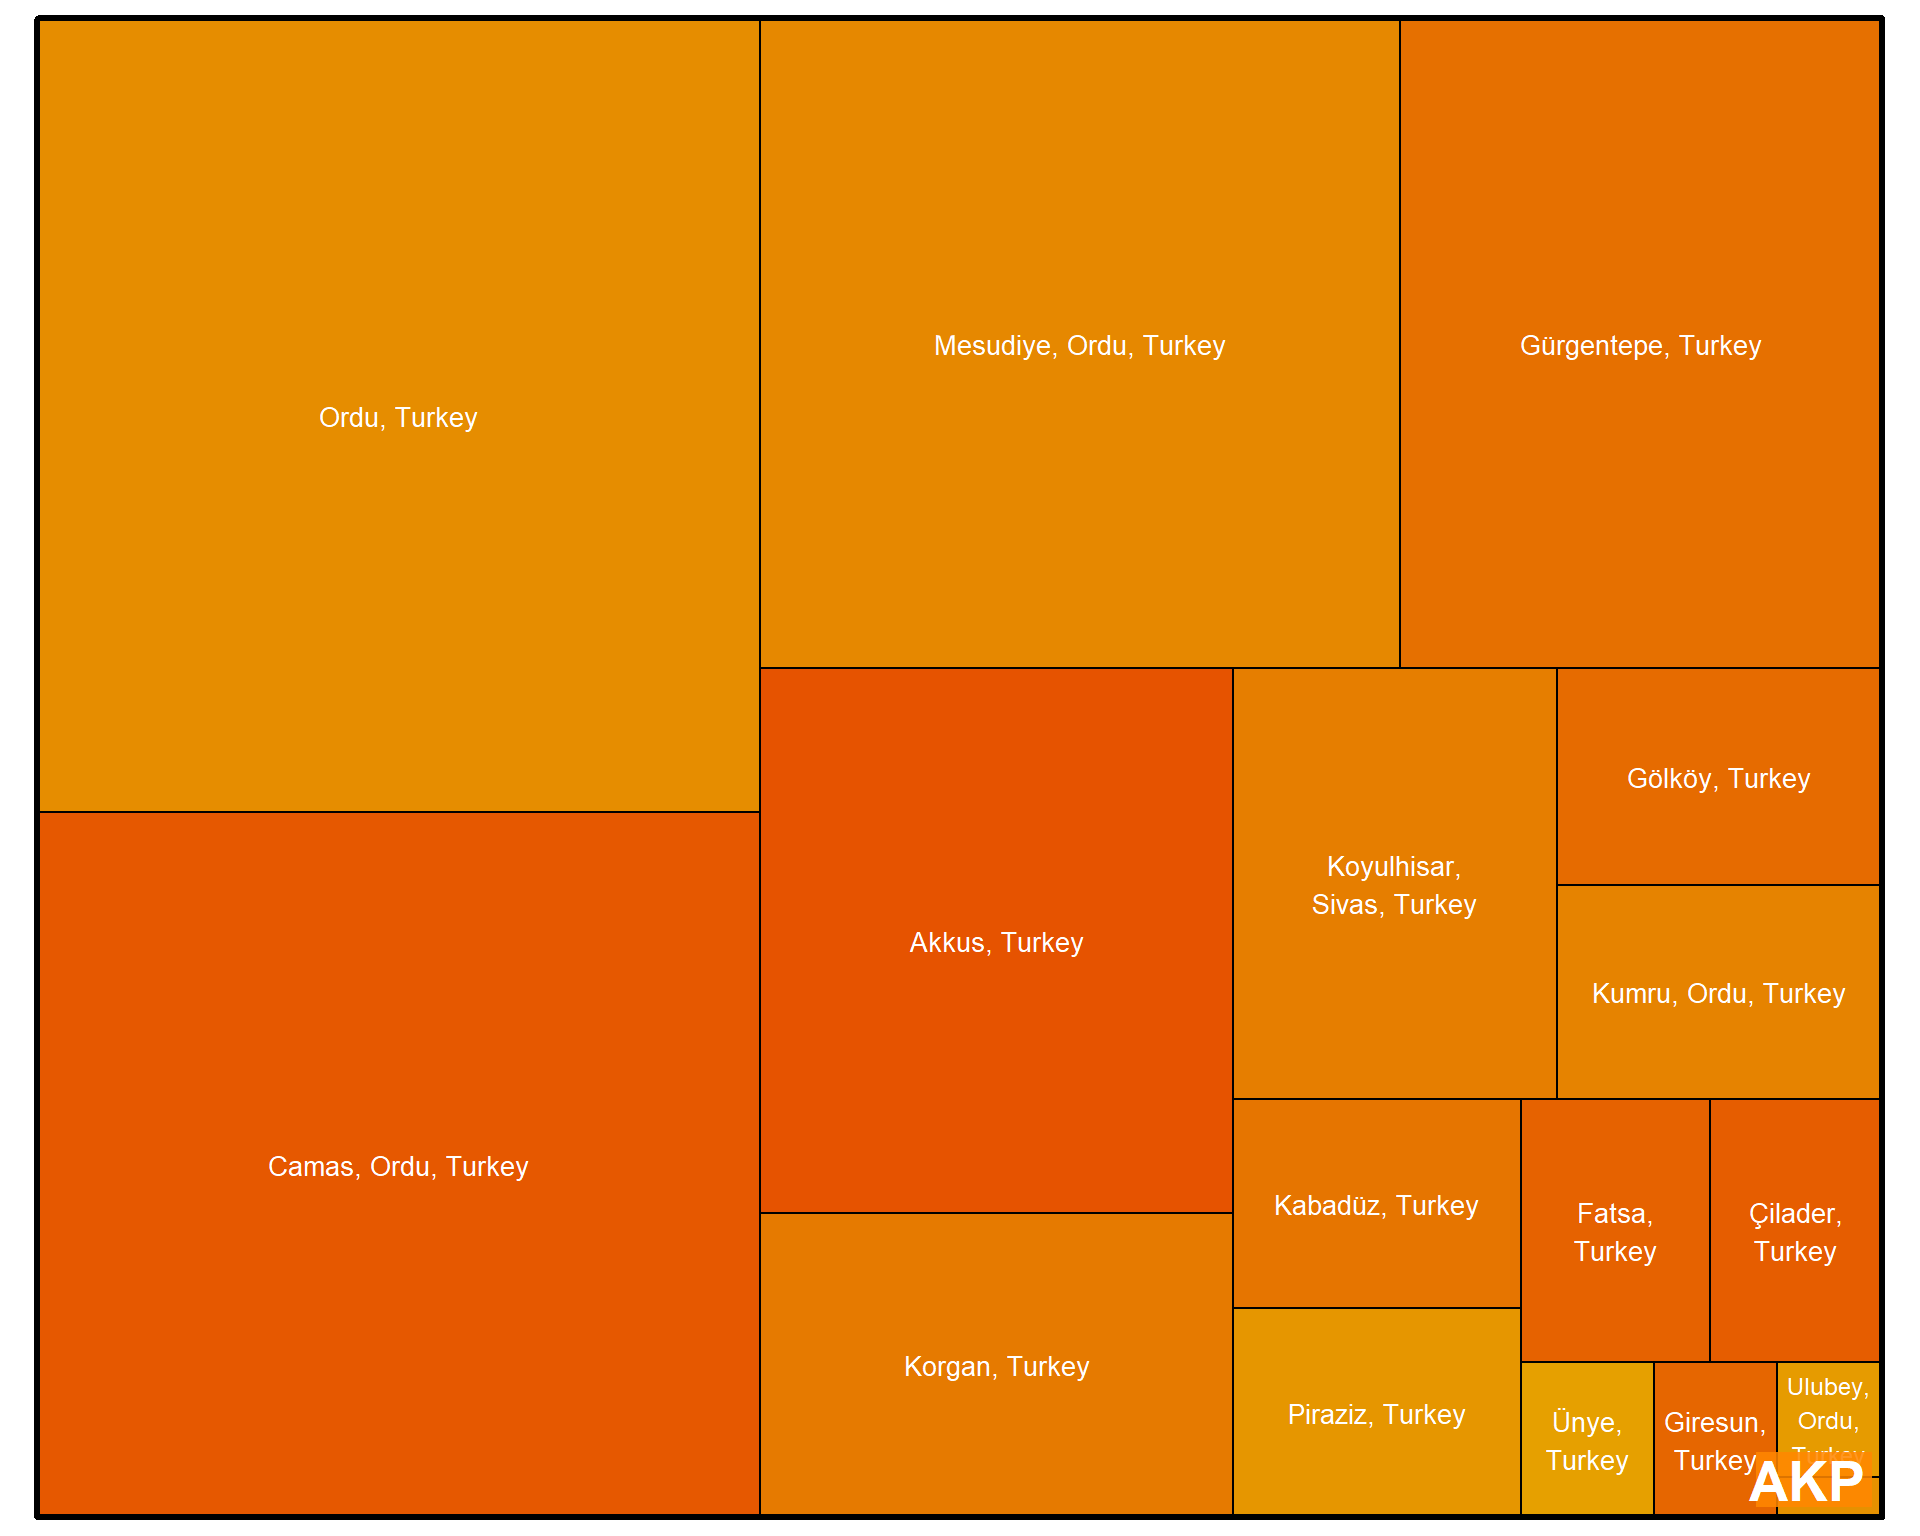 Ordu, Turkey
Mesudiye, Ordu, Turkey
Gürgentepe, Turkey
Camas, Ordu, Turkey
Akkus, Turkey
Korgan, Turkey
Koyulhisar,
Sivas, Turkey
Gölköy, Turkey
Kumru, Ordu, Turkey
Kabadüz, Turkey
Piraziz, Turkey
Fatsa,
Turkey
Çilader,
Turkey
Ünye,
Turkey
Giresun,
Turkey
Ulubey,
Ordu,
Turkey
AKP